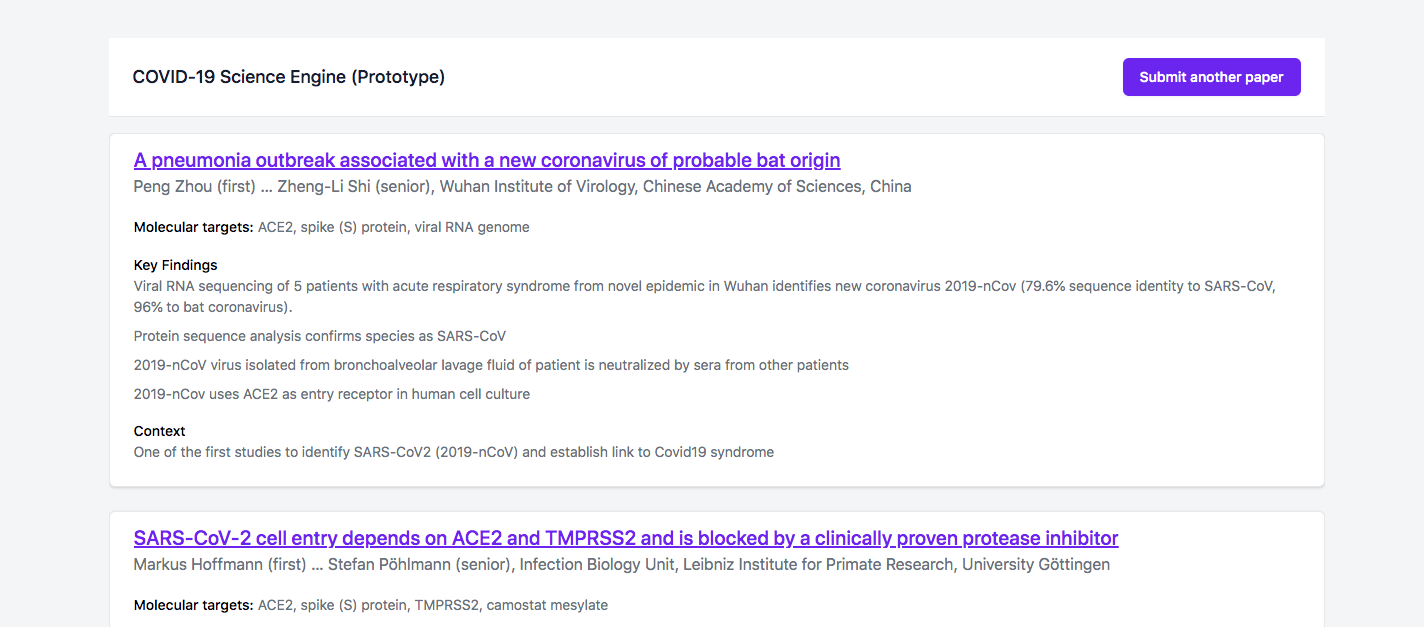 COVID-19 Science Engine (Prototype)
Submit another paper
A pneumonia outbreak associated with a new coronavirus of probable bat origin
Peng Zhou (first) ... Zheng-Li Shi (senior), Wuhan Institute of Virology, Chinese Academy of Sciences, China
Molecular targets: ACE2, spike (S) protein, viral RNA genome
Key Findings
Viral RNA sequencing of 5 patients with acute respiratory syndrome from novel epidemic in Wuhan identifies new coronavirus 2019-nCov (79.6% sequence identity to SARS-CoV,
96% to bat coronavirus).
Protein sequence analysis confirms species as SARS-CoV
2019-nCoV virus isolated from bronchoalveolar lavage fluid of patient is neutralized by sera from other patients
2019-nCov uses ACE2 as entry receptor in human cell culture
Context
One of the first studies to identify SARS-CoV2 (2019-nCoV) and establish link to Covid19 syndrome
SARS-CoV-2 cell entry depends on ACE2 and TMPRSS2 and is blocked by a clinically proven protease inhibitor
Markus Hoffmann (first) ... Stefan Pöhlmann (senior), Infection Biology Unit, Leibniz Institute for Primate Research, University Göttingen
Molecular targets: ACE2, spike (S) protein, TMPRSS2, camostat mesylate